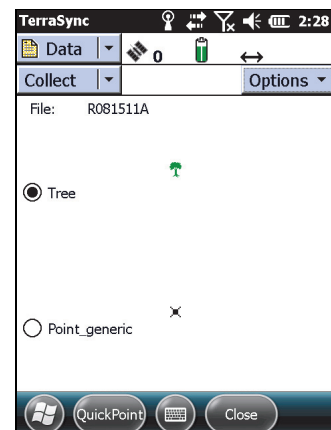 TerraSync 2:28
Data 0
Collect Options
File: R081511A
Tree
Point_generic
QuickPoint Close